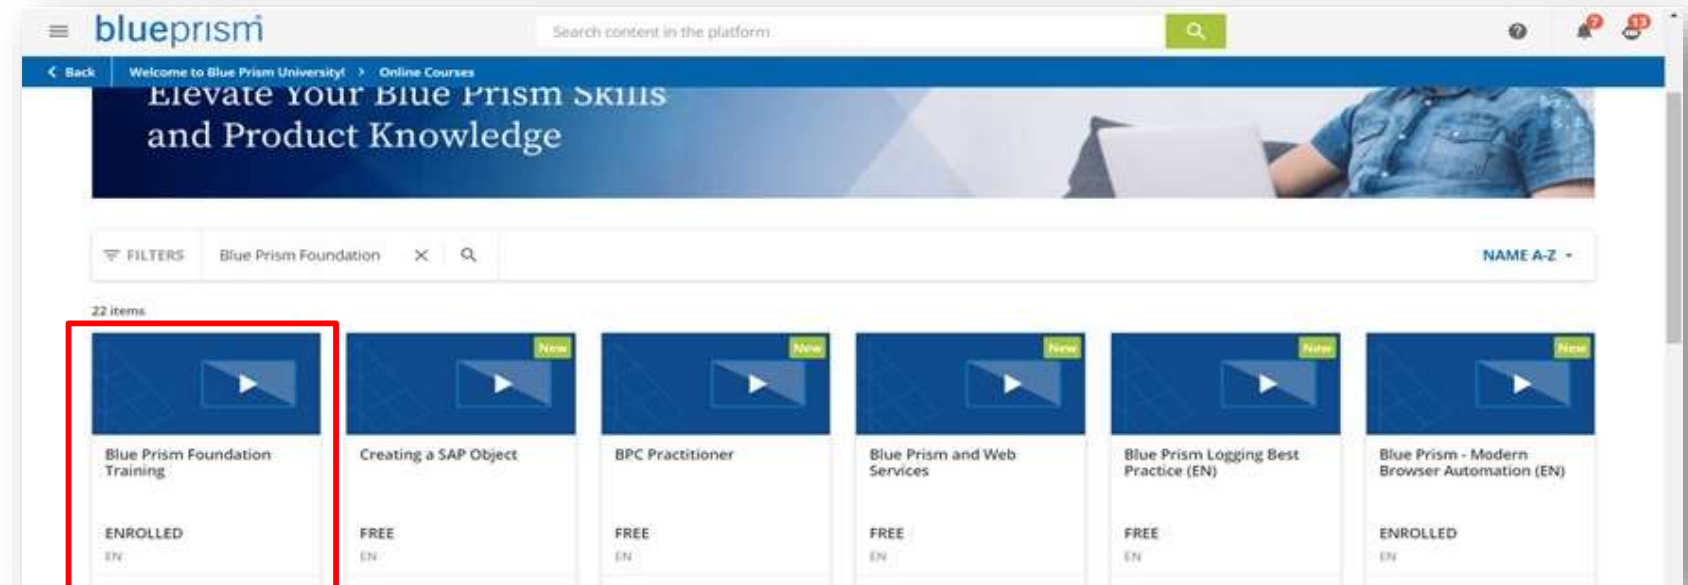 blueprism
Search content in the platform
7
13
Back
Welcome to Blue Prism University! > Online Courses
Elevate Your Blue Prism Skills
and Product Knowledge
FILTERS
Blue Prism Foundation
NAME A-Z
22 items
New
New
New
New
New
Blue Prism Foundation
Training
ENROLLED
EN
Creating a SAP Object
FREE
EN
BPC Practitioner
FREE
EN
Blue Prism and Web
Services
FREE
EN
Blue Prism Logging Best
Practice (EN)
FREE
EN
Blue Prism - Modern
Browser Automation (EN)
ENROLLED
EN